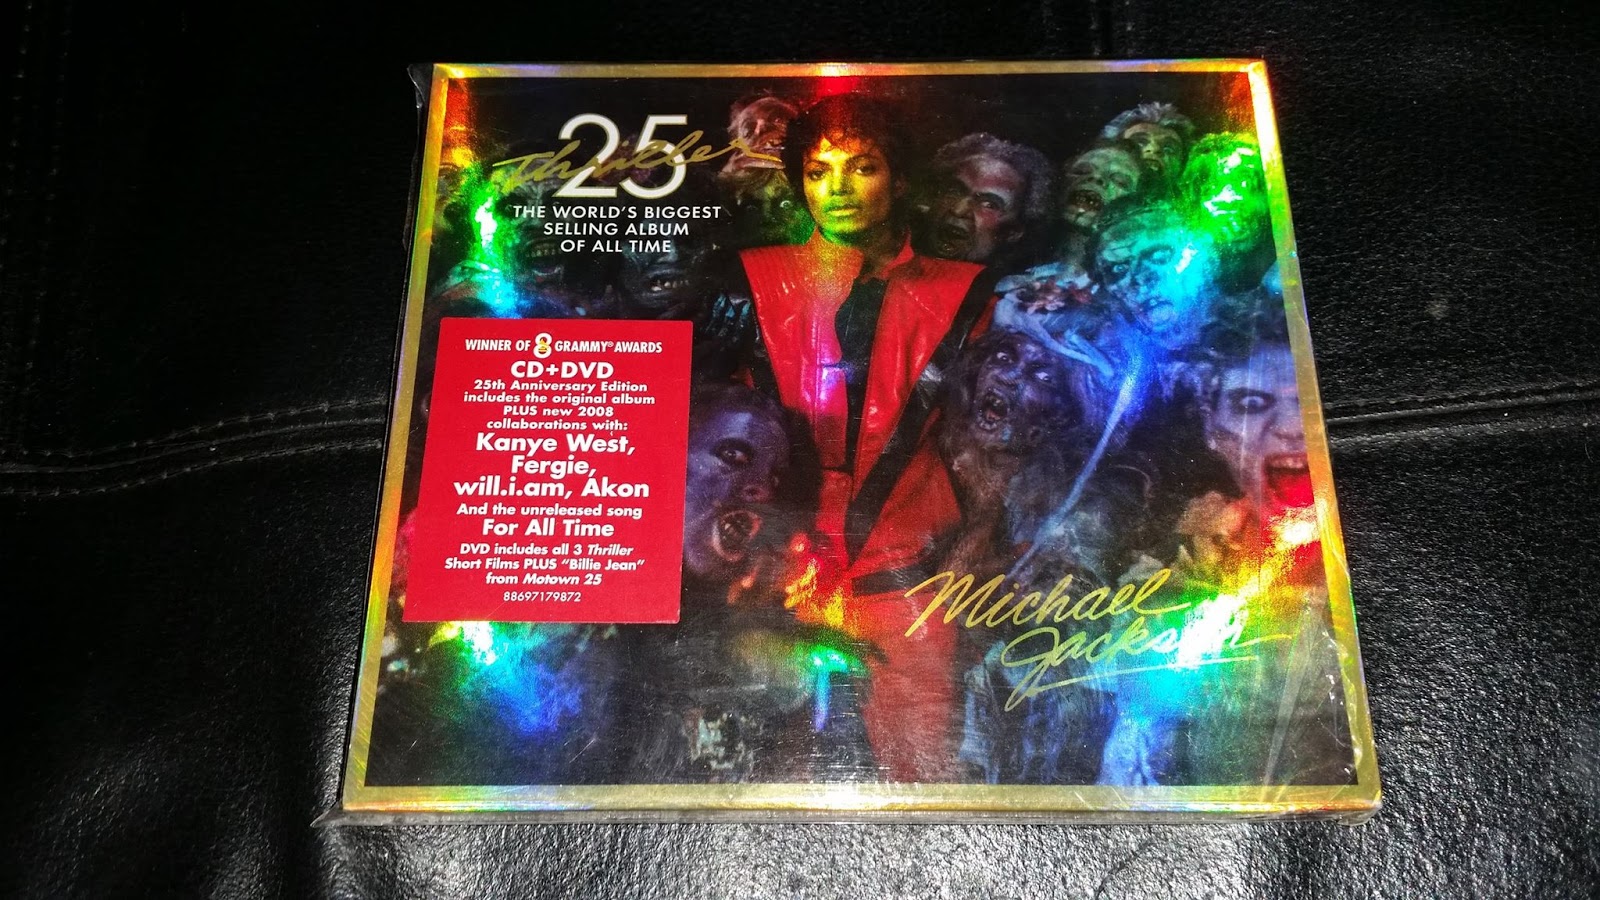 25
Thriller
THE WORLD'S BIGGEST
SELLING ALBUM
OF ALL TIME
WINNER OF 8 GRAMMY® AWARDS
CD+DVD
25th Anniversary Edition
includes the original album
PLUS new 2008
collaborations with:
Kanye West,
Fergie,
will.i.am, Akon
And the unreleased song
For All Time
DVD includes all 3 Thriller
Short Films PLUS "Billie Jean"
from Motown 25
88697179872
Michael
Jackson